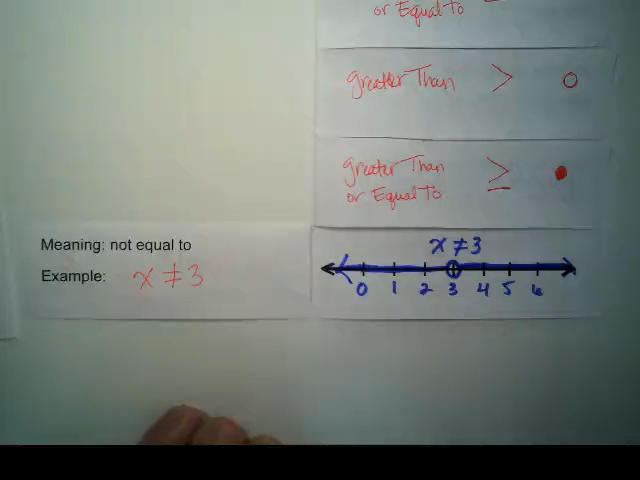 or Equal to
greater Than >
greater Than ≥
or Equal To
Meaning: not equal to
Example: x ≠ 3
x ≠ 3
0 1 2 3 4 5 6